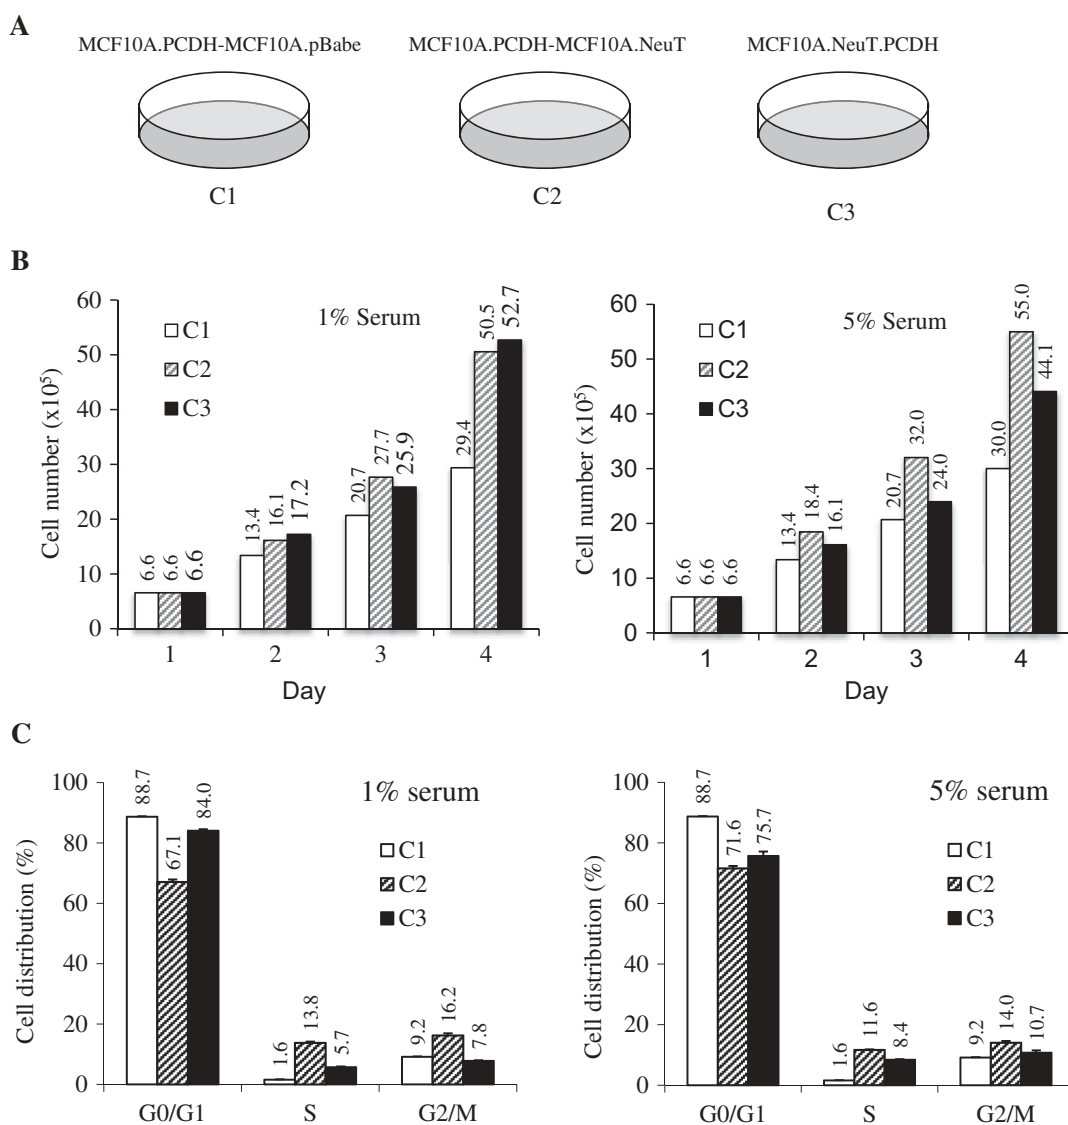 A
MCF10A.PCDH-MCF10A.pBabe
MCF10A.PCDH-MCF10A.NeuT
MCF10A.NeuT.PCDH
C1
C2
C3
B
1% Serum
C1
C2
C3
Cell number (x10⁵)
60
50
40
30
20
10
0
6.6 6.6 6.6
13.4 16.1 17.2
20.7 27.7 25.9
29.4 50.5 52.7
1 2 3 4
Day
5% Serum
C1
C2
C3
Cell number (x10⁵)
60
50
40
30
20
10
0
6.6 6.6 6.6
13.4 18.4 16.1
20.7 32.0 24.0
30.0 55.0 44.1
1 2 3 4
Day
C
1% serum
C1
C2
C3
Cell distribution (%)
100
80
60
40
20
0
88.7 67.1 84.0
1.6 13.8 5.7
9.2 16.2 7.8
G0/G1 S G2/M
5% serum
C1
C2
C3
Cell distribution (%)
100
80
60
40
20
0
88.7 71.6 75.7
1.6 11.6 8.4
9.2 14.0 10.7
G0/G1 S G2/M